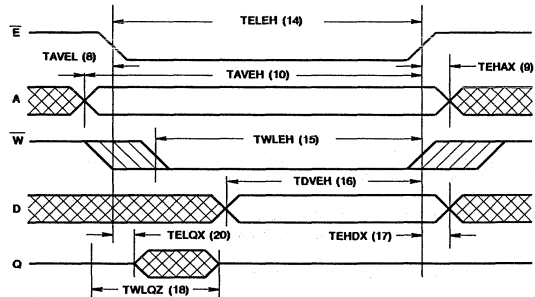 TELEH (14)
E
TAVEL (8)
TAVEH (10)
TEHAX (9)
A
TWLEH (15)
W
TDVEH (16)
D
TELQX (20)
TEHDX (17)
Q
TWLQZ (18)